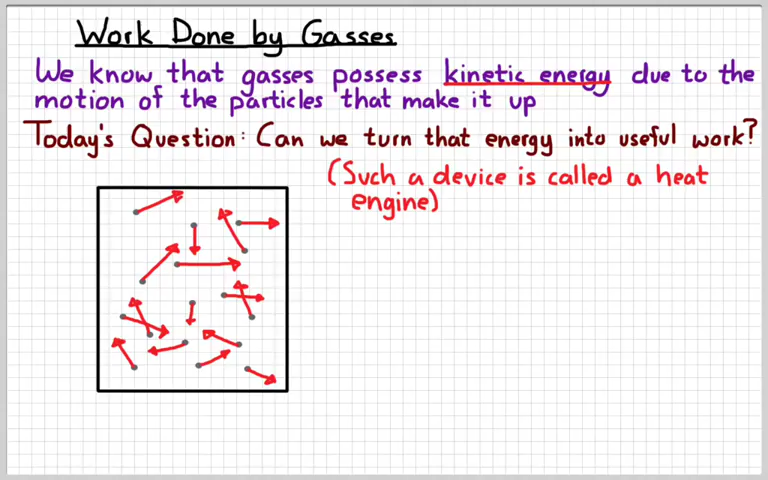 Work Done by Gasses
We know that gasses possess kinetic energy due to the
motion of the particles that make it up
Today's Question: Can we turn that energy into useful work?
(Such a device is called a heat
engine)